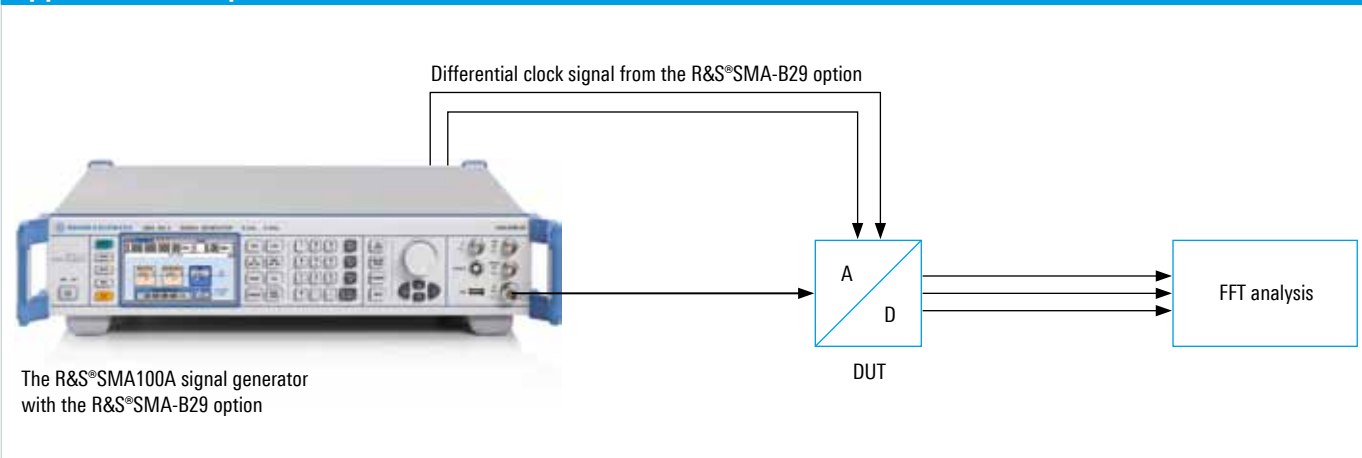 Differential clock signal from the R&S®SMA-B29 option
A
D
FFT analysis
DUT
The R&S®SMA100A signal generator
with the R&S®SMA-B29 option